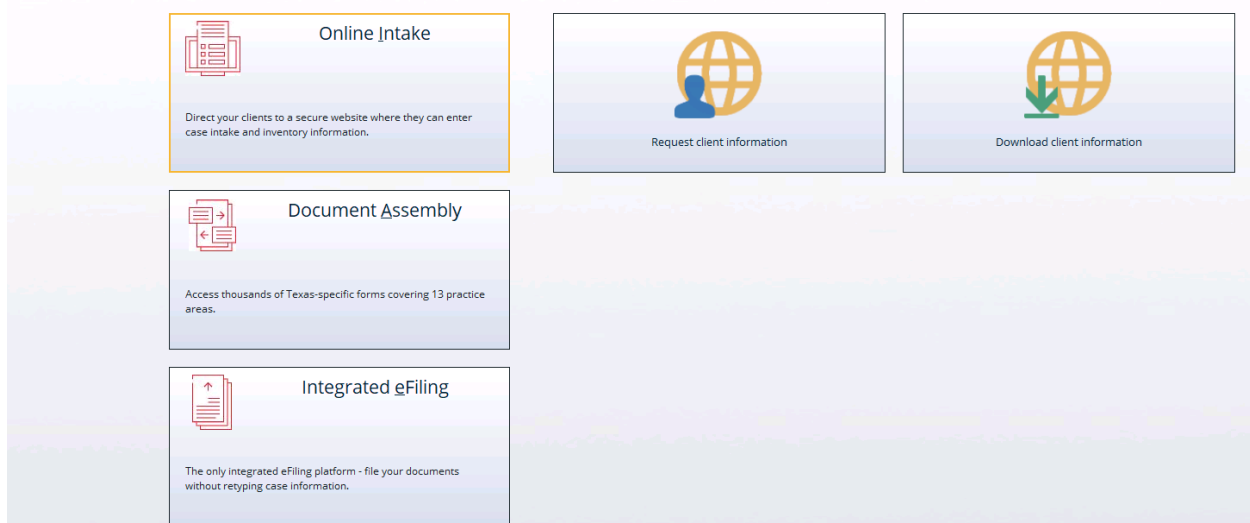 Online Intake
Direct your clients to a secure website where they can enter
case intake and inventory information.
Request client information
Download client information
Document Assembly
Access thousands of Texas-specific forms covering 13 practice
areas.
Integrated eFiling
The only integrated eFiling platform - file your documents
without retyping case information.